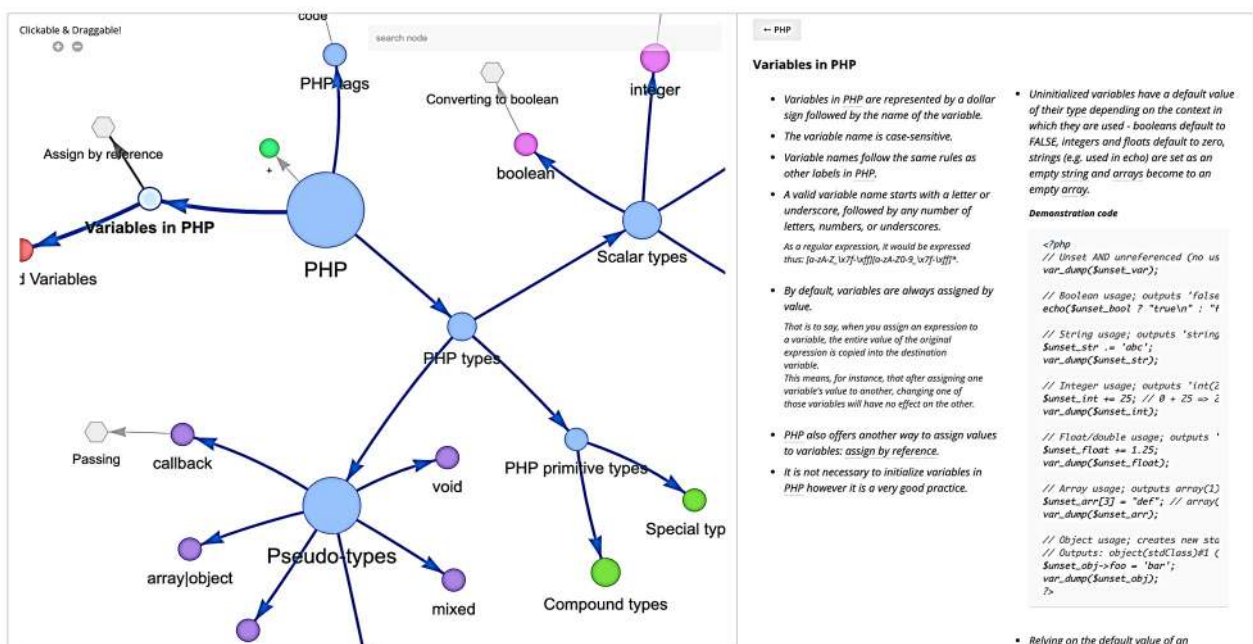 Clickable & Draggable!
code
search node
PHP tags
integer
Converting to boolean
Assign by reference
boolean
+
Variables in PHP
PHP
Scalar types
d Variables
PHP types
Passing
callback
PHP primitive types
void
Special typ
Pseudo-types
array|object
mixed
Compound types
← PHP
Variables in PHP
Variables in PHP are represented by a dollar
sign followed by the name of the variable.
The variable name is case-sensitive.
Variable names follow the same rules as
other labels in PHP.
A valid variable name starts with a letter or
underscore, followed by any number of
letters, numbers, or underscores.
As a regular expression, it would be expressed
thus: [a-zA-Z_\x7f-\xff][a-zA-Z0-9_\x7f-\xff]*.
By default, variables are always assigned by
value.
That is to say, when you assign an expression to
a variable, the entire value of the original
expression is copied into the destination
variable.
This means, for instance, that after assigning one
variable's value to another, changing one of
those variables will have no effect on the other.
PHP also offers another way to assign values
to variables: assign by reference.
It is not necessary to initialize variables in
PHP however it is a very good practice.
Uninitialized variables have a default value
of their type depending on the context in
which they are used - booleans default to
FALSE, integers and floats default to zero,
strings (e.g. used in echo) are set as an
empty string and arrays become to an
empty array.
Demonstration code
<?php
// Unset AND unreferenced (no us
var_dump($unset_var);
// Boolean usage; outputs 'false
echo($unset_bool ? "true\n" : "f
// String usage; outputs 'string
$unset_str .= 'abc';
var_dump($unset_str);
// Integer usage; outputs 'int(2
$unset_int += 25; // 0 + 25 => 2
var_dump($unset_int);
// Float/double usage; outputs '
$unset_float += 1.25;
var_dump($unset_float);
// Array usage; outputs array(1)
$unset_arr[3] = "def"; // array(
var_dump($unset_arr);
// Object usage; creates new sta
// Outputs: object(stdClass)#1 (
$unset_obj->foo = 'bar';
var_dump($unset_obj);
?>
Relying on the default value of an